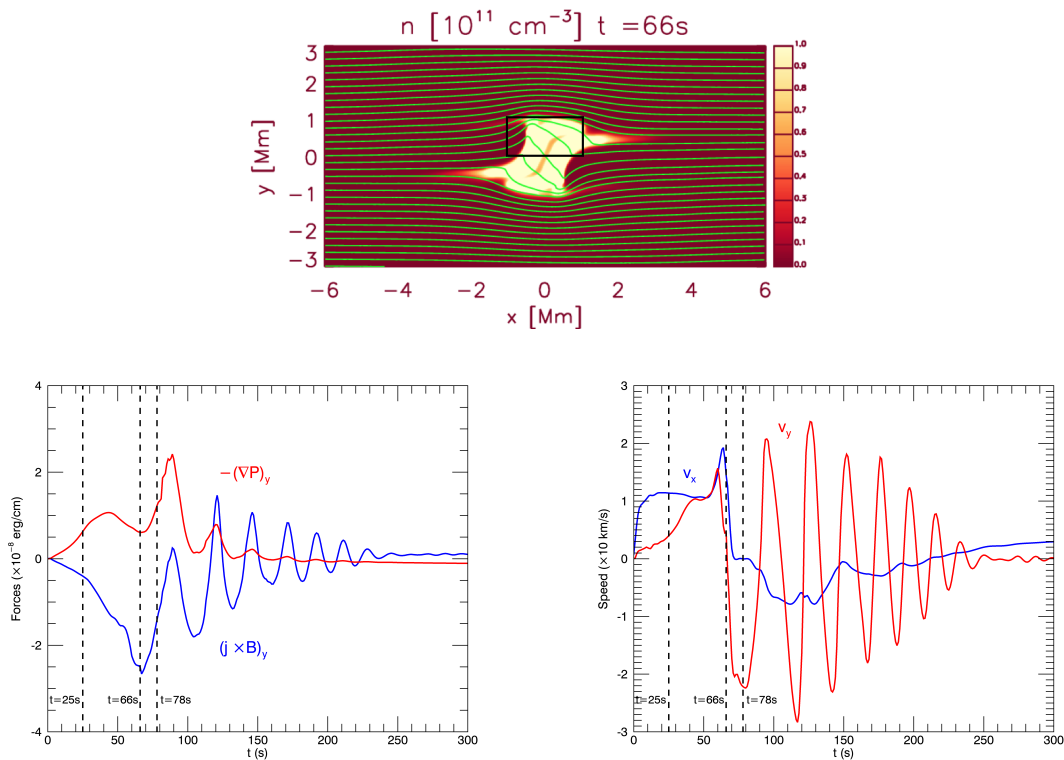 n [10^11 cm^−3] t =66s
3
2
1
0
−1
−2
−3
y [Mm]
−6 −4 −2 0 2 4 6
x [Mm]
1.0
0.9
0.8
0.7
0.6
0.5
0.4
0.3
0.2
0.1
0.0
4
2
0
-2
-4
Forces (×10^−8 erg/cm)
−(∇P)y
(j ×B)y
t=25s t=66s t=78s
0 50 100 150 200 250 300
t (s)
3
2
1
0
-1
-2
-3
Speed (×10 km/s)
vy
vx
t=25s t=66s t=78s
0 50 100 150 200 250 300
t (s)